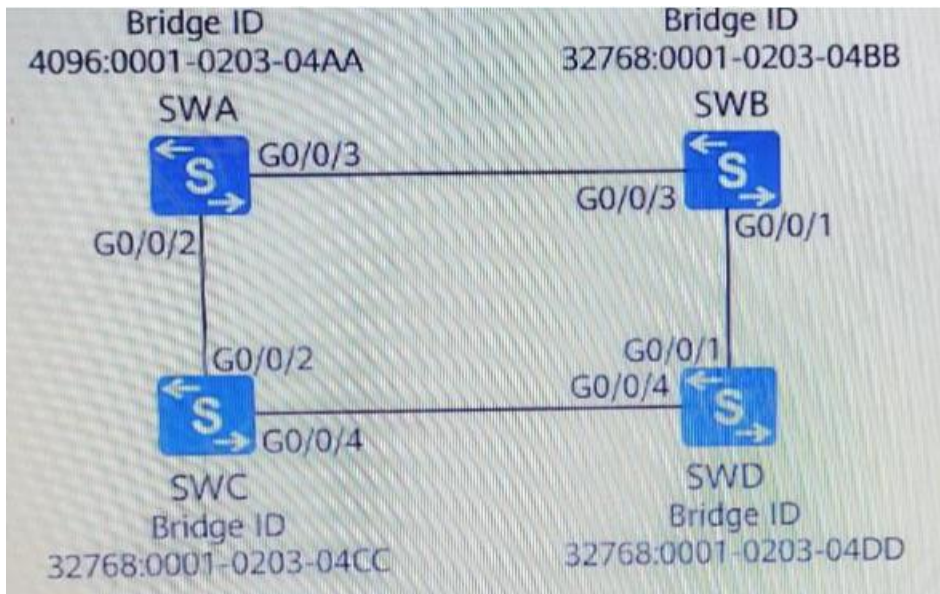 Bridge ID
4096:0001-0203-04AA
SWA
Bridge ID
32768:0001-0203-04BB
SWB
S
G0/0/3
G0/0/3
S
G0/0/2
G0/0/1
G0/0/2
G0/0/1
G0/0/4
S
G0/0/4
S
SWC
Bridge ID
32768:0001-0203-04CC
SWD
Bridge ID
32768:0001-0203-04DD